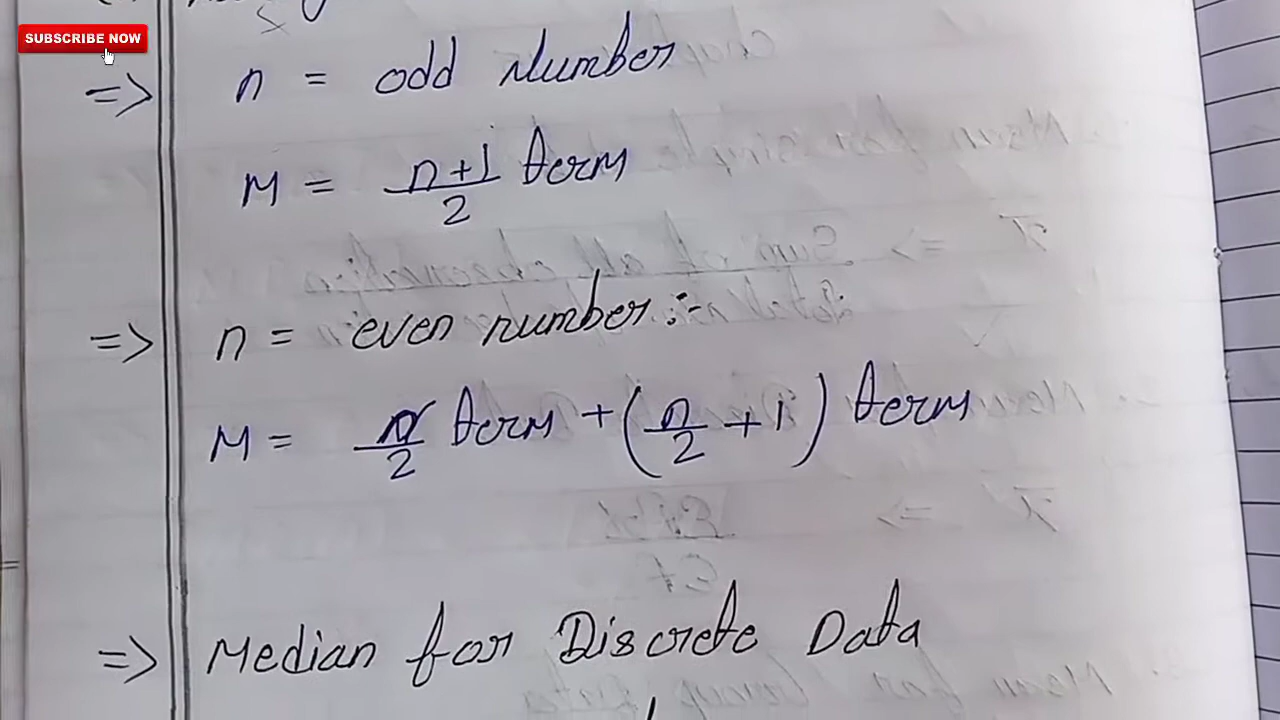 SUBSCRIBE NOW
=> n = odd Number
M = n+1/2 term
=> n = even number :-
M = n/2 term + (n/2 + 1) term
=> Median for Discrete Data